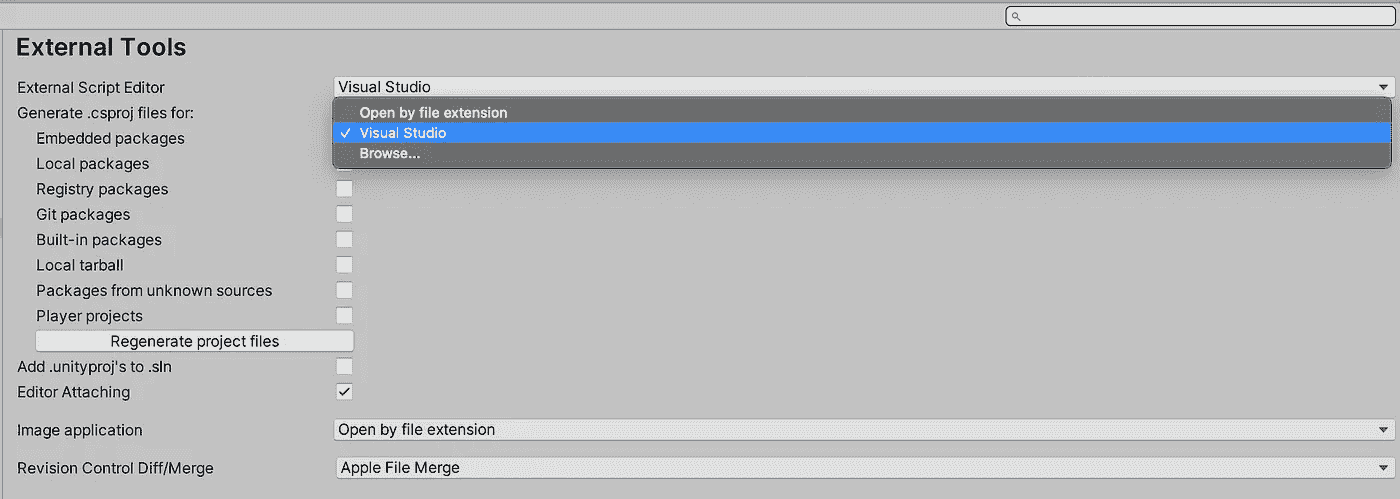 External Tools
External Script Editor
Visual Studio
Generate .csproj files for:
Open by file extension
Embedded packages
✓ Visual Studio
Local packages
Browse...
Registry packages
Git packages
Built-in packages
Local tarball
Packages from unknown sources
Player projects
Regenerate project files
Add .unityproj's to .sln
Editor Attaching
Image application
Open by file extension
Revision Control Diff/Merge
Apple File Merge